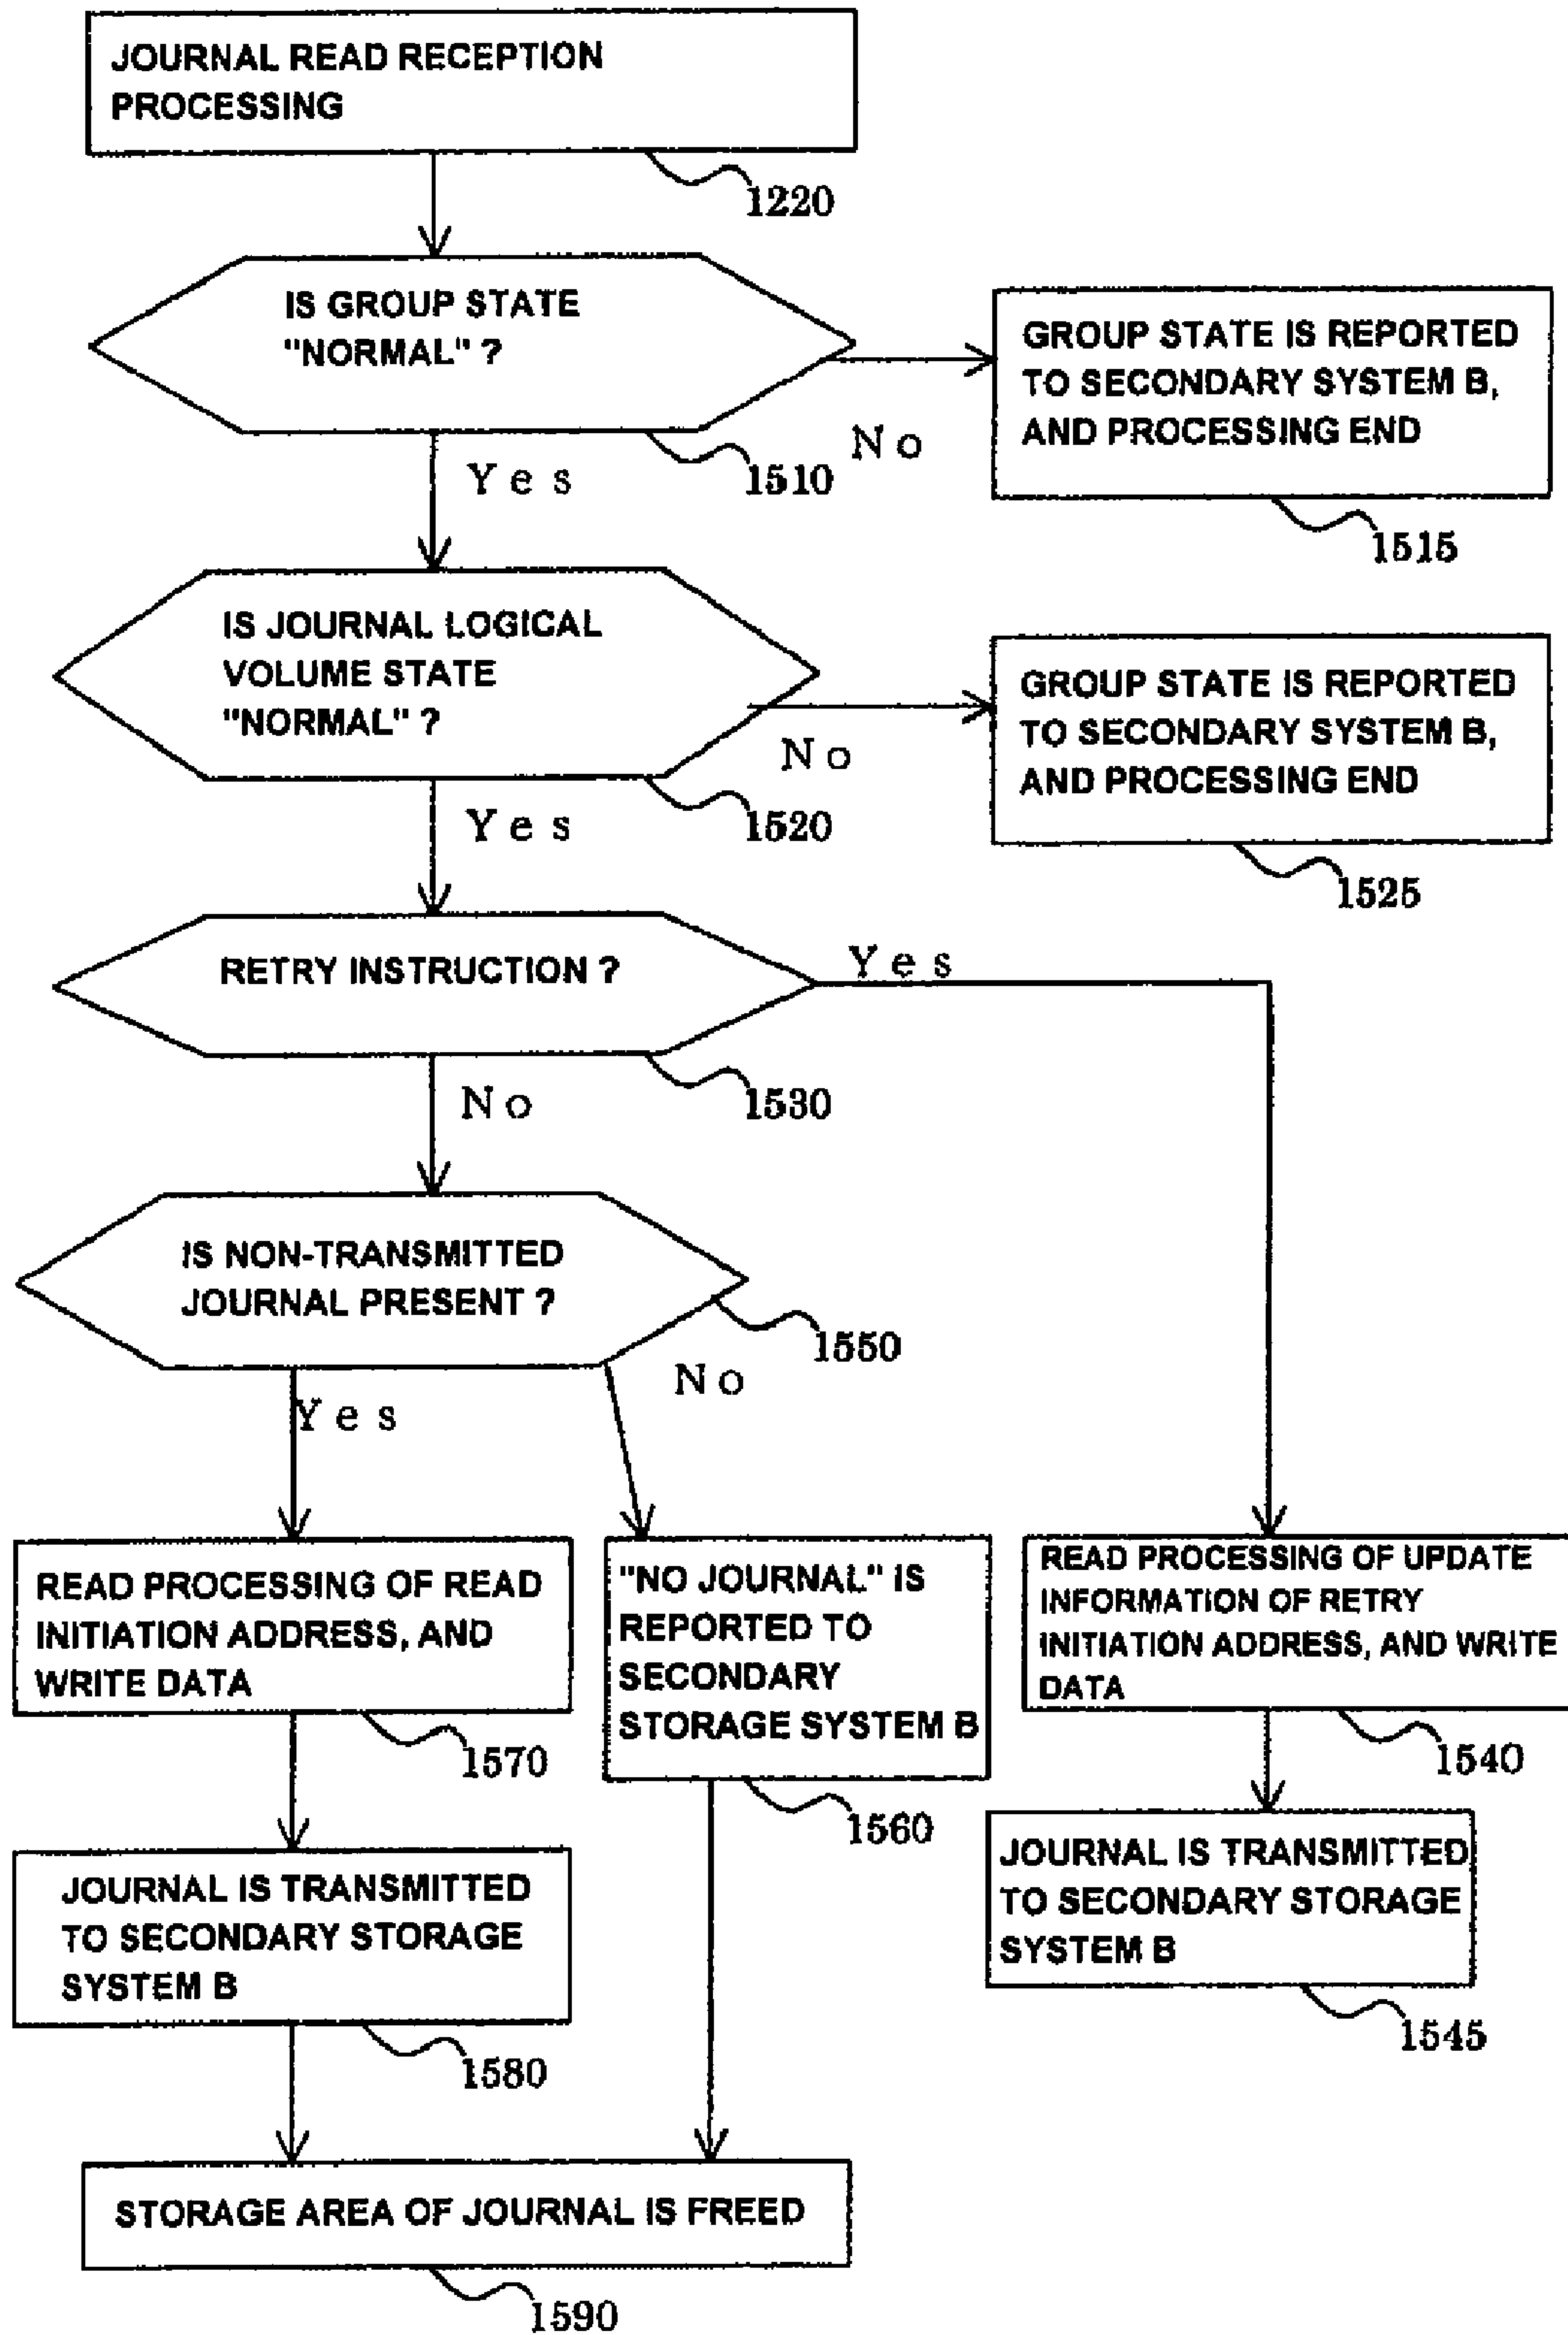 JOURNAL READ RECEPTION
PROCESSING
1220
IS GROUP STATE
"NORMAL" ?
No
1510
Yes
GROUP STATE IS REPORTED
TO SECONDARY SYSTEM B,
AND PROCESSING END
1515
IS JOURNAL LOGICAL
VOLUME STATE
"NORMAL" ?
No
1520
Yes
GROUP STATE IS REPORTED
TO SECONDARY SYSTEM B,
AND PROCESSING END
1525
RETRY INSTRUCTION ?
Yes
1530
No
IS NON-TRANSMITTED
JOURNAL PRESENT ?
1550
No
Yes
READ PROCESSING OF READ
INITIATION ADDRESS, AND
WRITE DATA
1570
"NO JOURNAL" IS
REPORTED TO
SECONDARY
STORAGE SYSTEM B
1560
READ PROCESSING OF UPDATE
INFORMATION OF RETRY
INITIATION ADDRESS, AND WRITE
DATA
1540
JOURNAL IS TRANSMITTED
TO SECONDARY STORAGE
SYSTEM B
1580
JOURNAL IS TRANSMITTED
TO SECONDARY STORAGE
SYSTEM B
1545
STORAGE AREA OF JOURNAL IS FREED
1590